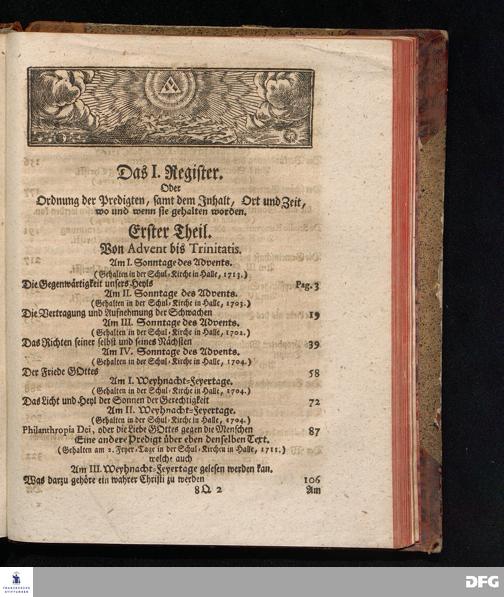 Das I. Register.
Oder
Ordnung der Predigten, samt dem Inhalt, Ort und Zeit,
wo und wenn sie gehalten worden.
Erster Theil.
Von Advent bis Trinitatis.
Am I. Sonntage des Advents.
(Gehalten in der Schul-Kirche in Halle, 1713.)
Die Gegenwärtigkeit unsers Heyls Pag. 3
Am II. Sonntage des Advents.
(Gehalten in der Schul-Kirche in Halle, 1703.)
Die Vertragung und Aufnehmung der Schwachen 19
Am III. Sonntage des Advents.
(Gehalten in der Schul-Kirche in Halle, 1702.)
Das Richten seiner selbst und seines Nächsten 39
Am IV. Sonntage des Advents.
(Gehalten in der Schul-Kirche in Halle, 1704.)
Der Friede GOttes 58
Am I. Weyhnacht-Feyertage.
(Gehalten in der Schul-Kirche in Halle, 1704.)
Das Licht und Heyl der Sonnen der Gerechtigkeit 72
Am II. Weyhnacht-Feyertage.
(Gehalten in der Schul-Kirche in Halle, 1704.)
Philanthropia Dei, oder die Liebe GOttes gegen die Menschen 87
Eine andere Predigt über eben denselben Text.
(Gehalten am 2. Feyer-Tage in der Schul-Kirchen in Halle, 1711.)
welche auch
Am III. Weyhnacht-Feyertage gelesen werden kan.
Was darzu gehöre ein wahrer Christ zu werden 106
8 Q 2 Am
FRANCKESCHE
STIFTUNGEN
DFG